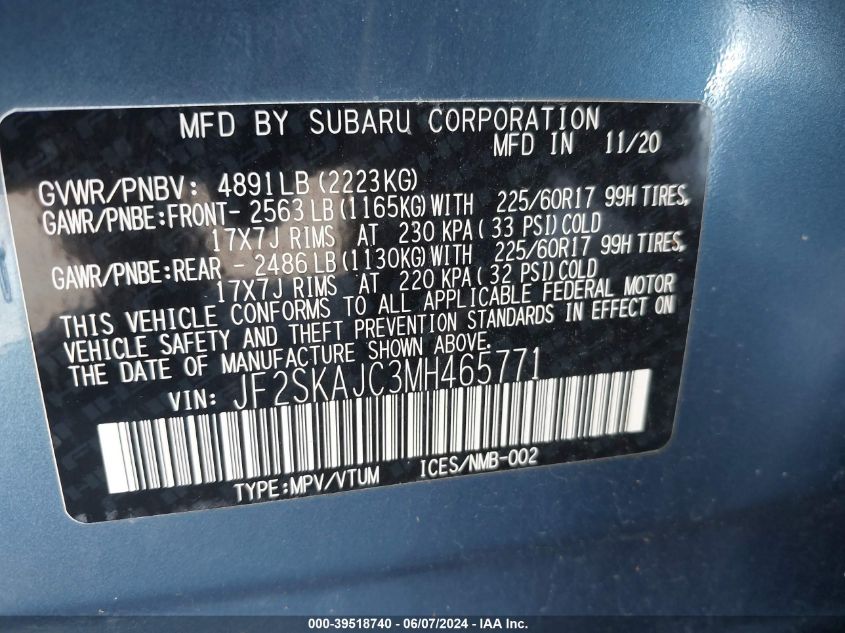 MFD BY SUBARU CORPORATION
MFD IN 11/20
GVWR/PNBV: 4891LB(2223KG)
GAWR/PNBE:FRONT- 2563LB(1165KG)WITH 225/60R17 99H TIRES,
17X7J RIMS AT 230 KPA(33 PSI)COLD
GAWR/PNBE:REAR - 2486LB(1130KG)WITH 225/60R17 99H TIRES,
17X7J RIMS AT 220 KPA(32 PSI)COLD
THIS VEHICLE CONFORMS TO ALL APPLICABLE FEDERAL MOTOR
VEHICLE SAFETY AND THEFT PREVENTION STANDARDS IN EFFECT ON
THE DATE OF MANUFACTURE SHOWN ABOVE.
VIN: JF2SKAJC3MH465771
TYPE:MPV/VTUM ICES/NMB-002
000-39518740 | 06/07/2024 | iaai.com